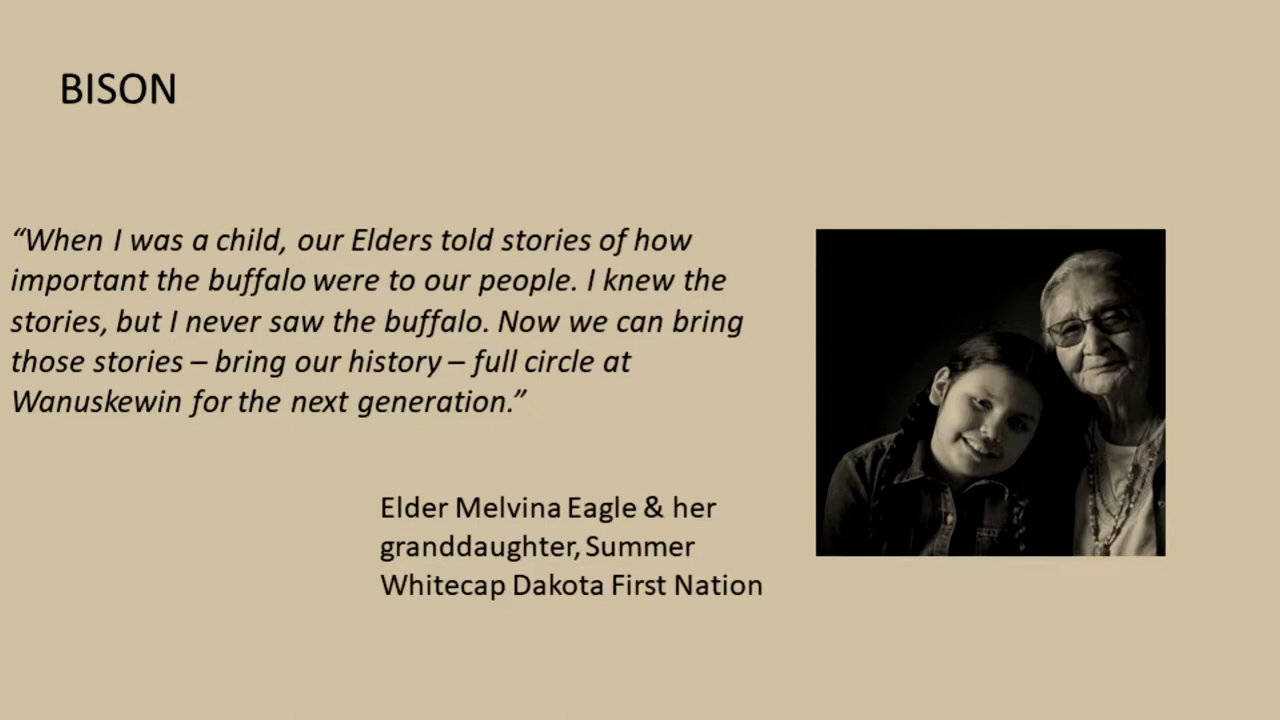 BISON
“When I was a child, our Elders told stories of how
important the buffalo were to our people. I knew the
stories, but I never saw the buffalo. Now we can bring
those stories – bring our history – full circle at
Wanuskewin for the next generation.”
Elder Melvina Eagle & her
granddaughter, Summer
Whitecap Dakota First Nation